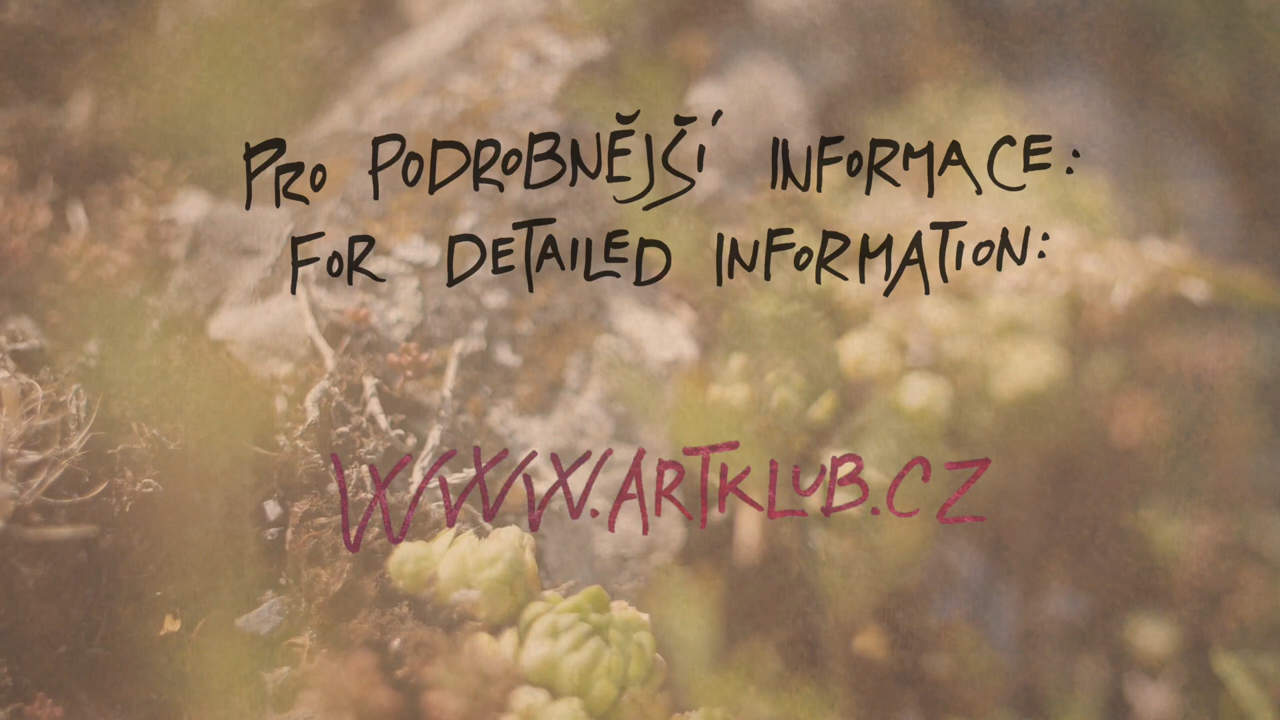 PRO PODROBNĚJŠÍ INFORMACE:
FOR DETAILED INFORMATION:
WWW.ARTKLUB.CZ